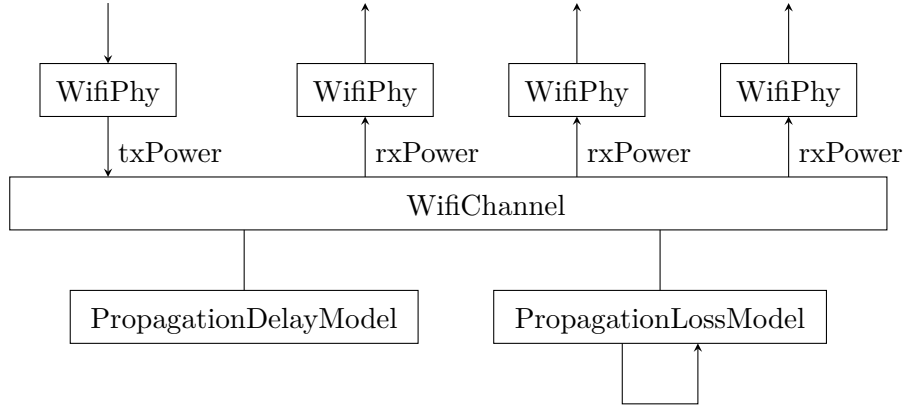 WifiPhy
WifiPhy
WifiPhy
WifiPhy
txPower
rxPower
rxPower
rxPower
WifiChannel
PropagationDelayModel
PropagationLossModel